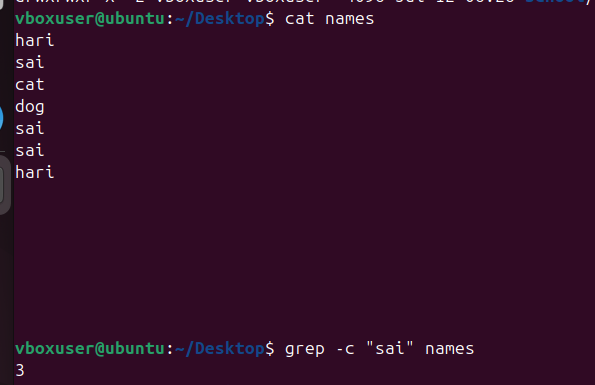 vboxuser@ubuntu:~/Desktop$ cat names
hari
sai
cat
dog
sai
sai
hari
vboxuser@ubuntu:~/Desktop$ grep -c "sai" names
3